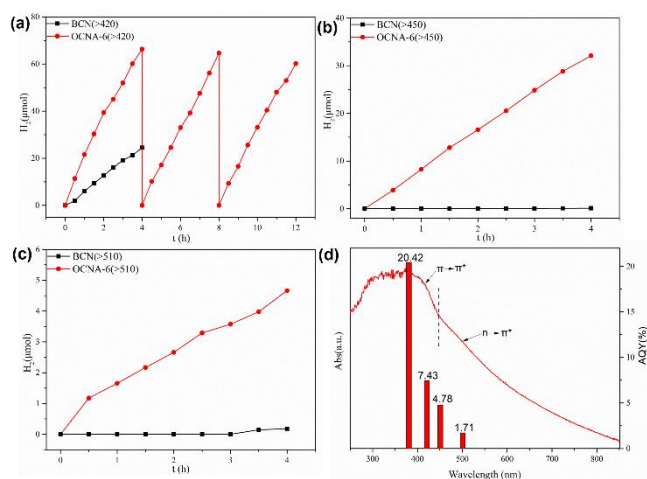 (a)
BCN(>420)
OCNA-6(>420)
H₂(μmol)
60
40
20
0
0 2 4 6 8 10 12
t (h)
(b)
BCN(>450)
OCNA-6(>450)
H₂(μmol)
40
30
20
10
0
0 1 2 3 4
t (h)
(c)
BCN(>510)
OCNA-6(>510)
H₂(μmol)
6
5
4
3
2
1
0
0 1 2 3 4
t (h)
(d)
20.42
π→π*
n→π*
7.43
4.78
1.71
Abs(a.u.)
AQY(%)
20
15
10
5
0
300 400 500 600 700 800
Wavelength (nm)